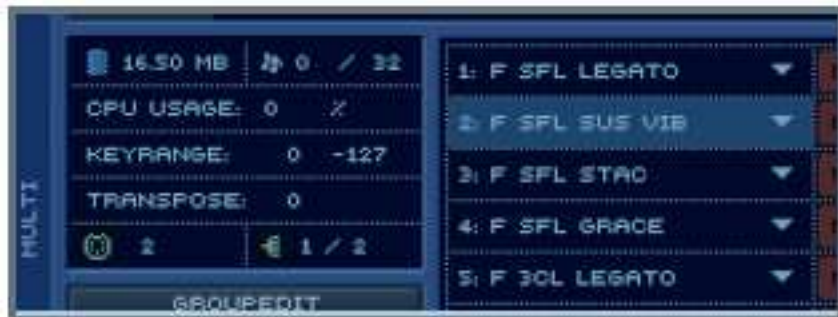 MULTI
16.50 MB 0 / 32
CPU USAGE: 0 %
KEYRANGE: 0 -127
TRANSPOSE: 0
2 1 / 2
GROUPEDIT
1: F SFL LEGATO
2: F SFL SUS VIB
3: F SFL STAC
4: F SFL GRACE
5: F 3CL LEGATO